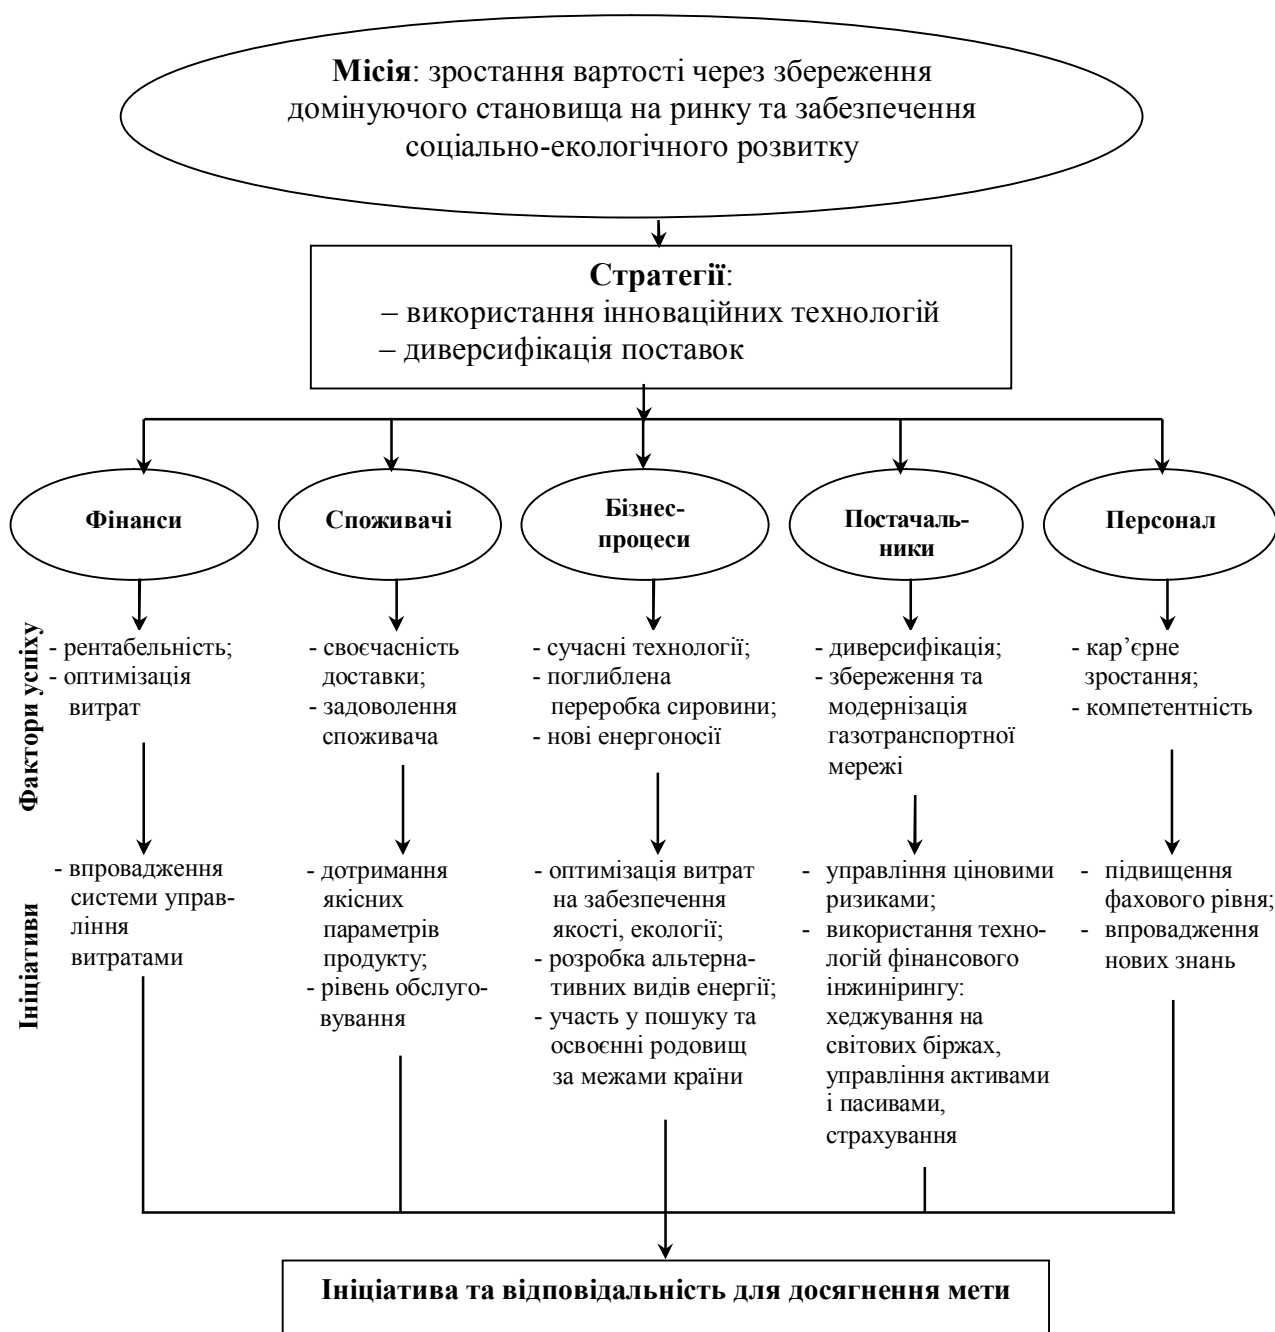 Місія: зростання вартості через збереження
домінуючого становища на ринку та забезпечення
соціально-екологічного розвитку
Стратегії:
– використання інноваційних технологій
– диверсифікація поставок
Фінанси
Споживачі
Бізнес-
процеси
Постачаль-
ники
Персонал
Фактори успіху
- рентабельність;
- оптимізація
витрат
- своєчасність
доставки;
- задоволення
споживача
- сучасні технології;
- поглиблена
переробка сировини;
- нові енергоносії
- диверсифікація;
- збереження та
модернізація
газотранспортної
мережі
- кар’єрне
зростання;
- компетентність
Ініціативи
- впровадження
системи управ-
ління
витратами
- дотримання
якісних
параметрів
продукту;
- рівень обслуго-
вування
- оптимізація витрат
на забезпечення
якості, екології;
- розробка альтерна-
тивних видів енергії;
- участь у пошуку та
освоєнні родовищ
за межами країни
- управління ціновими
ризиками;
- використання техно-
логій фінансового
інжинірингу:
хеджування на
світових біржах,
управління активами
і пасивами,
страхування
- підвищення
фахового рівня;
- впровадження
нових знань
Ініціатива та відповідальність для досягнення мети